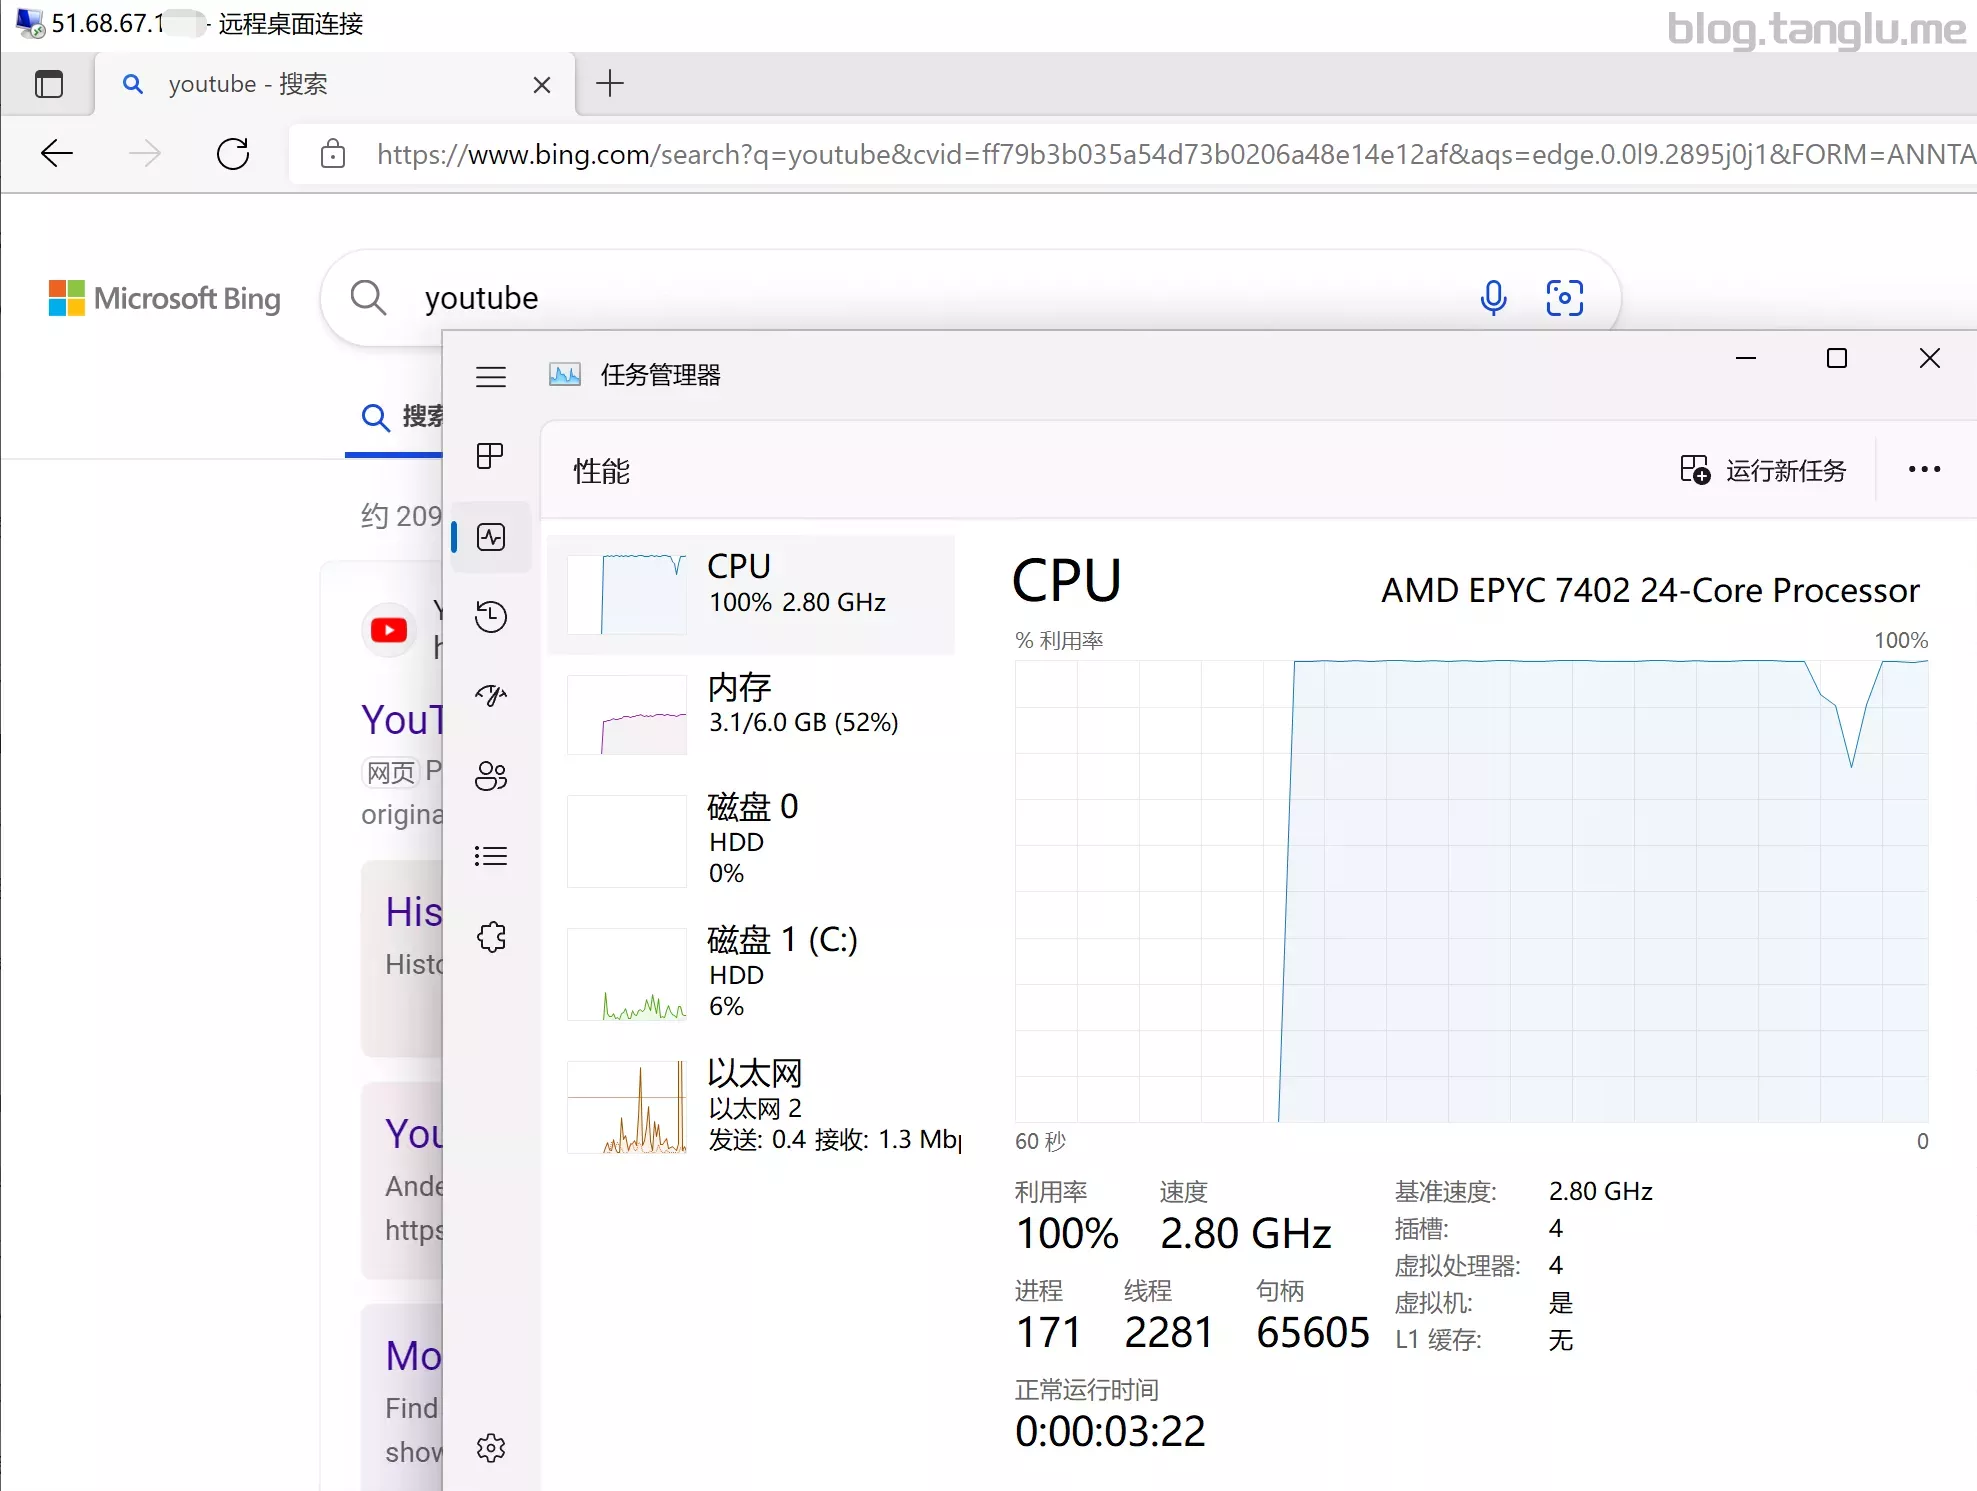 51.68.67.1 - 远程桌面连接
blog.tanglu.me
youtube - 搜索
https://www.bing.com/search?q=youtube&cvid=ff79b3b035a54d73b0206a48e14e12af&aqs=edge.0.0l9.2895j0j1&FORM=ANNTA
Microsoft Bing
youtube
搜索
约 209
YouT
网页 P
origina
His
Histo
You
Ande
https
Mo
Find
show
任务管理器
性能
运行新任务
CPU
100% 2.80 GHz
内存
3.1/6.0 GB (52%)
磁盘 0
HDD
0%
磁盘 1 (C:)
HDD
6%
以太网
以太网 2
发送: 0.4 接收: 1.3 Mbp
CPU
AMD EPYC 7402 24-Core Processor
% 利用率
100%
60 秒
0
利用率
100%
速度
2.80 GHz
进程
171
线程
2281
句柄
65605
正常运行时间
0:00:03:22
基准速度: 2.80 GHz
插槽: 4
虚拟处理器: 4
虚拟机: 是
L1 缓存: 无